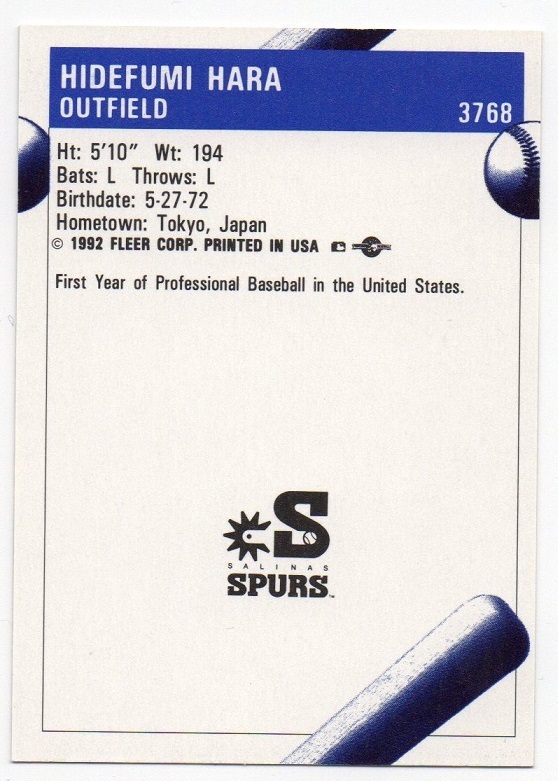 HIDEFUMI HARA
OUTFIELD 3768
Ht: 5'10" Wt: 194
Bats: L Throws: L
Birthdate: 5-27-72
Hometown: Tokyo, Japan
© 1992 FLEER CORP. PRINTED IN USA
First Year of Professional Baseball in the United States.
S
SALINAS
SPURS™